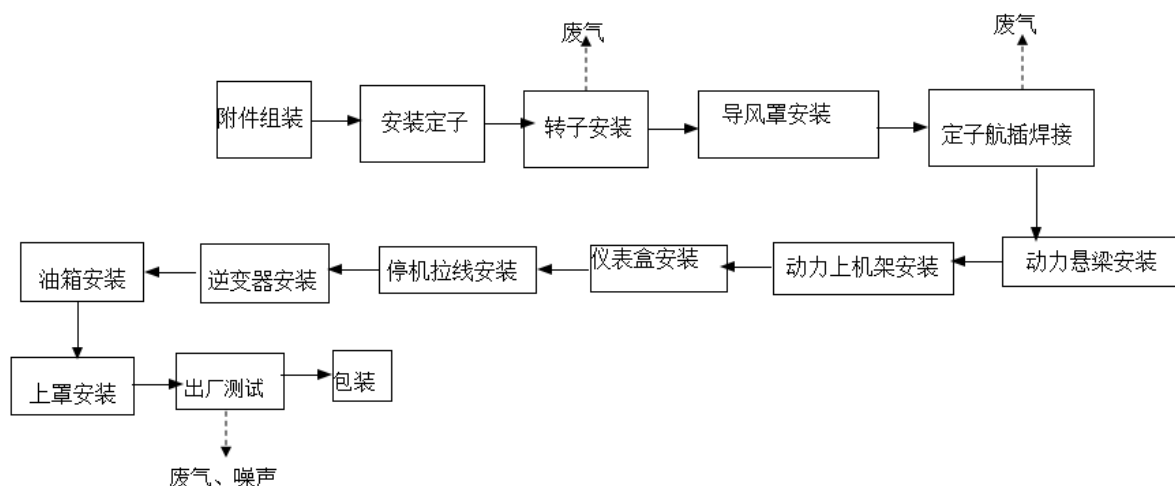 废气
废气
附件组装
安装定子
转子安装
导风罩安装
定子航插焊接
油箱安装
逆变器安装
停机拉线安装
仪表盒安装
动力上机架安装
动力悬梁安装
上罩安装
出厂测试
包装
废气、噪声